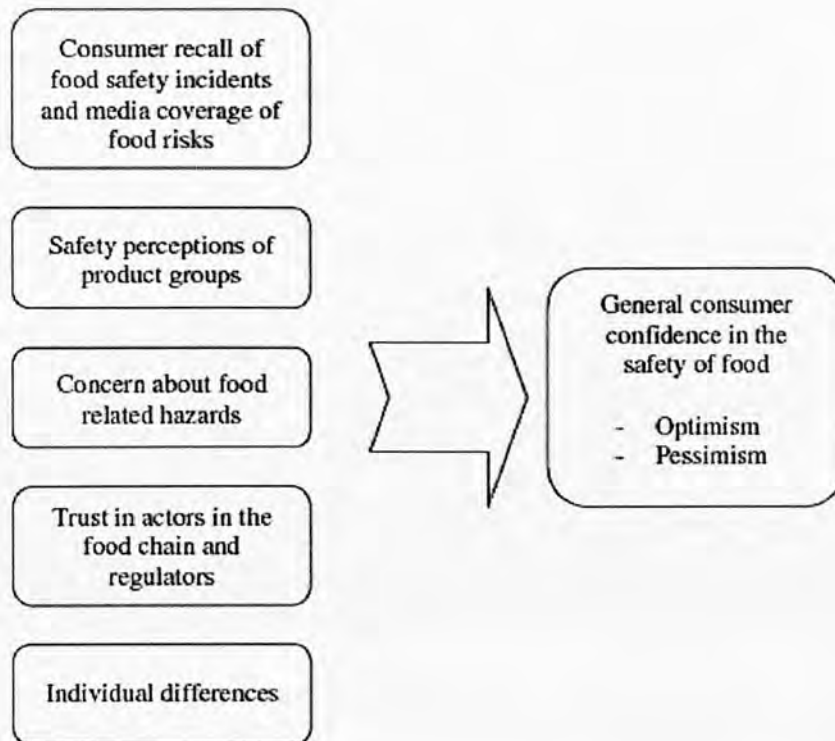 Consumer recall of
food safety incidents
and media coverage of
food risks
Safety perceptions of
product groups
Concern about food
related hazards
Trust in actors in the
food chain and
regulators
Individual differences
General consumer
confidence in the
safety of food
- Optimism
- Pessimism